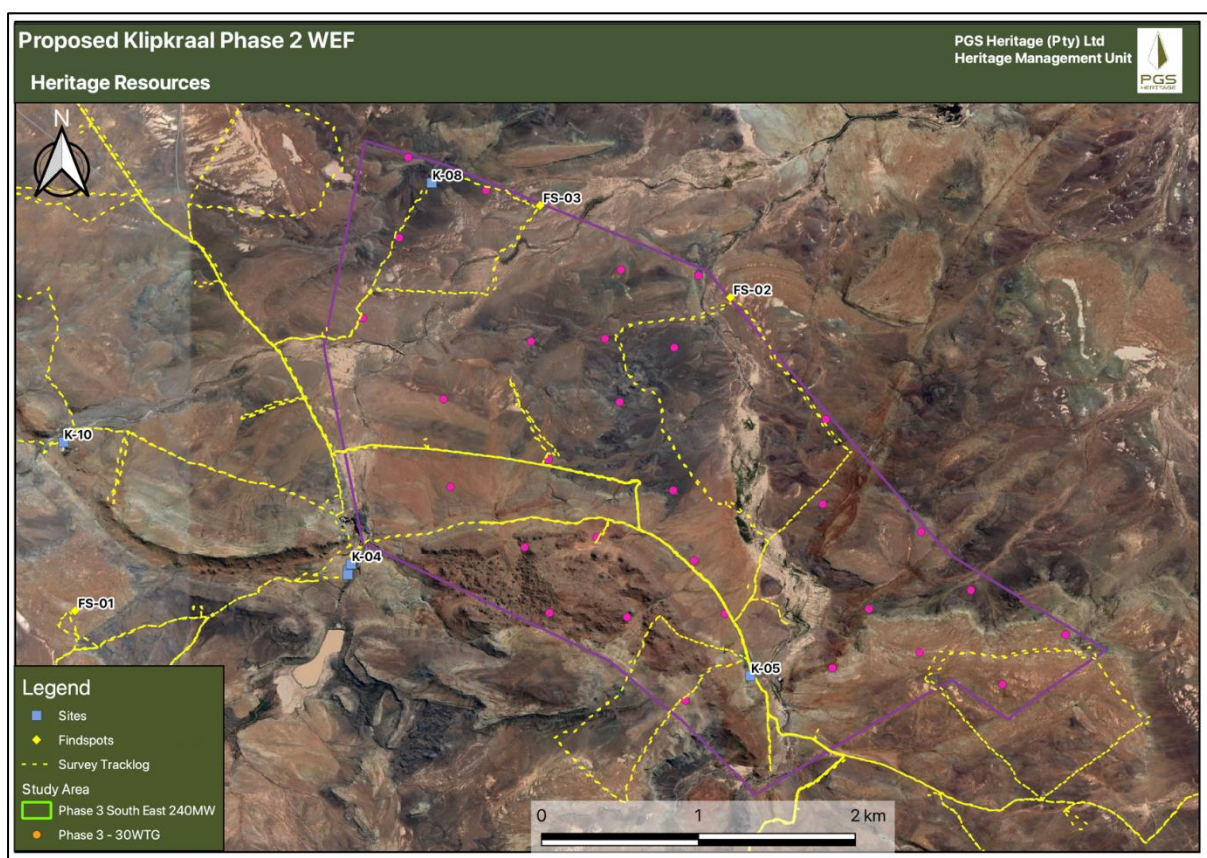 Proposed Klipkraal Phase 2 WEF
Heritage Resources
PGS Heritage (Pty) Ltd
Heritage Management Unit
PGS
HERITAGE
N
K-08
FS-03
FS-02
K-10
K-04
FS-01
K-05
Legend
Sites
Findspots
Survey Tracklog
Study Area
Phase 3 South East 240MW
Phase 3 - 30WTG
0 1 2 km